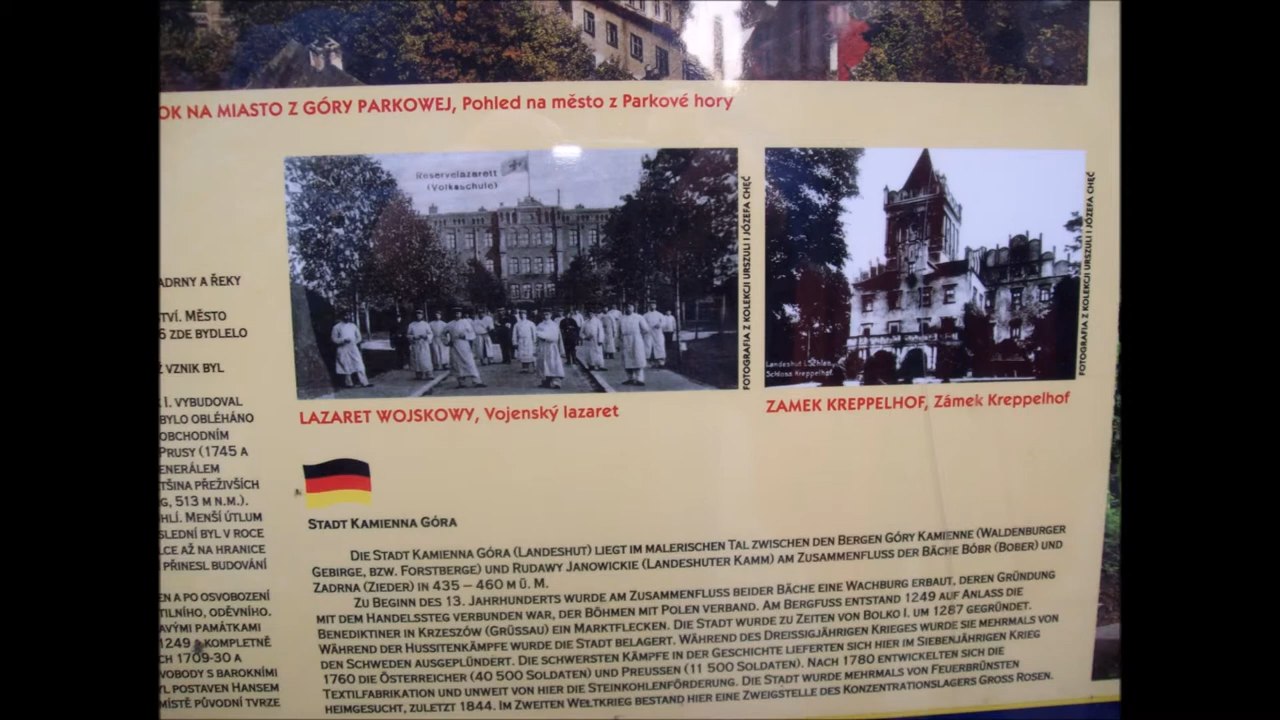 OK NA MIASTO Z GÓRY PARKOWEJ, Pohled na město z Parkové hory
Reservelazarett
(Volksschule)
FOTOGRAFIA Z KOLEKCJI URSZULI I JÓZEFA CHĘĆ
LAZARET WOJSKOWY, Vojenský lazaret
Landeshut i. Schles.
Schloss Kreppelhof.
FOTOGRAFIA Z KOLEKCJI URSZULI I JÓZEFA CHĘĆ
ZAMEK KREPPELHOF, Zámek Kreppelhof
ADRNY A ŘEKY
TVÍ. MĚSTO
6 ZDE BYDLELO
VZNIK BYL
I. VYBUDOVAL
BYLO OBLÉHÁNO
OBCHODNÍM
PRUSY (1745 A
ENERÁLEM
TŠINA PŘEŽIVŠÍCH
G, 513 M N.M.).
HLÍ. MENŠÍ ÚTLUM
SLEDNÍ BYL V ROCE
LCE AŽ NA HRANICE
PŘINESL BUDOVÁNÍ
EN A PO OSVOBOZENÍ
TILNÍHO, ODĚVNÍHO.
AVÝMI PAMÁTKAMI
1249 A KOMPLETNĚ
CH 1709-30 A
VOBODY S BAROKNÍMI
YL POSTAVEN HANSEM
MÍSTĚ PŮVODNÍ TVRZE
STADT KAMIENNA GÓRA
DIE STADT KAMIENNA GÓRA (LANDESHUT) LIEGT IM MALERISCHEN TAL ZWISCHEN DEN BERGEN GÓRY KAMIENNE (WALDENBURGER
GEBIRGE, BZW. FORSTBERGE) UND RUDAWY JANOWICKIE (LANDESHUTER KAMM) AM ZUSAMMENFLUSS DER BÄCHE BÓBR (BOBER) UND
ZADRNA (ZIEDER) IN 435 – 460 M Ü. M.
ZU BEGINN DES 13. JAHRHUNDERTS WURDE AM ZUSAMMENFLUSS BEIDER BÄCHE EINE WACHBURG ERBAUT, DEREN GRÜNDUNG
MIT DEM HANDELSSTEG VERBUNDEN WAR, DER BÖHMEN MIT POLEN VERBAND. AM BERGFUSS ENTSTAND 1249 AUF ANLASS DIE
BENEDIKTINER IN KRZESZÓW (GRÜSSAU) EIN MARKTFLECKEN. DIE STADT WURDE ZU ZEITEN VON BOLKO I. UM 1287 GEGRÜNDET.
WÄHREND DER HUSSITENKÄMPFE WURDE DIE STADT BELAGERT. WÄHREND DES DREISSIGJÄHRIGEN KRIEGES WURDE SIE MEHRMALS VON
DEN SCHWEDEN AUSGEPLÜNDERT. DIE SCHWERSTEN KÄMPFE IN DER GESCHICHTE LIEFERTEN SICH HIER IM SIEBENJÄHRIGEN KRIEG
1760 DIE ÖSTERREICHER (40 500 SOLDATEN) UND PREUSSEN (11 500 SOLDATEN). NACH 1780 ENTWICKELTEN SICH DIE
TEXTILFABRIKATION UND UNWEIT VON HIER DIE STEINKOHLENFÖRDERUNG. DIE STADT WURDE MEHRMALS VON FEUERBRÜNSTEN
HEIMGESUCHT, ZULETZT 1844. IM ZWEITEN WELTKRIEG BESTAND HIER EINE ZWEIGSTELLE DES KONZENTRATIONSLAGERS GROSS ROSEN.